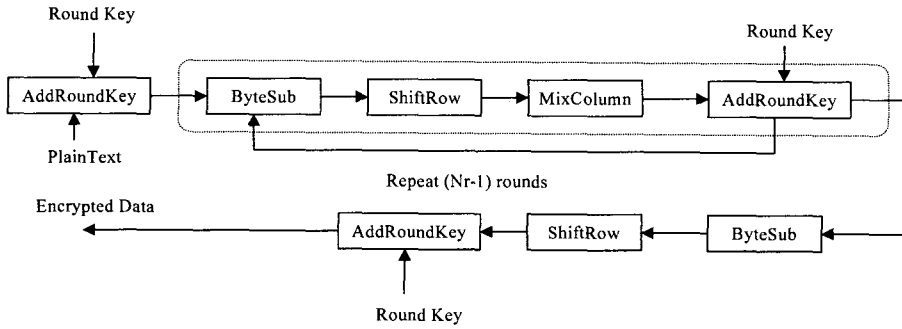 Round Key
Round Key
AddRoundKey
ByteSub
ShiftRow
MixColumn
AddRoundKey
PlainText
Repeat (Nr-1) rounds
Encrypted Data
AddRoundKey
ShiftRow
ByteSub
Round Key